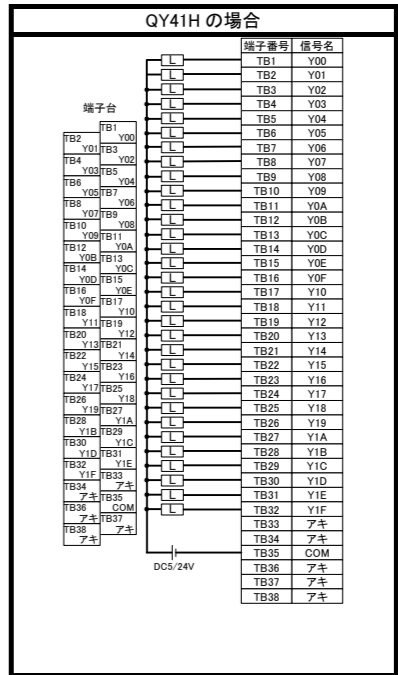 QY41H の場合
端子番号 信号名
L TB1 Y00
L TB2 Y01
L TB3 Y02
L TB4 Y03
L TB5 Y04
L TB6 Y05
L TB7 Y06
L TB8 Y07
L TB9 Y08
L TB10 Y09
L TB11 Y0A
L TB12 Y0B
L TB13 Y0C
L TB14 Y0D
L TB15 Y0E
L TB16 Y0F
L TB17 Y10
L TB18 Y11
L TB19 Y12
L TB20 Y13
L TB21 Y14
L TB22 Y15
L TB23 Y16
L TB24 Y17
L TB25 Y18
L TB26 Y19
L TB27 Y1A
L TB28 Y1B
L TB29 Y1C
L TB30 Y1D
L TB31 Y1E
L TB32 Y1F
TB33 アキ
TB34 アキ
TB35 COM
TB36 アキ
TB37 アキ
TB38 アキ
DC5/24V
端子台
TB1 Y00
TB2 Y01
TB3 Y02
TB4 Y03
TB5 Y04
TB6 Y05
TB7 Y06
TB8 Y07
TB9 Y08
TB10 Y09
TB11 Y0A
TB12 Y0B
TB13 Y0C
TB14 Y0D
TB15 Y0E
TB16 Y0F
TB17 Y10
TB18 Y11
TB19 Y12
TB20 Y13
TB21 Y14
TB22 Y15
TB23 Y16
TB24 Y17
TB25 Y18
TB26 Y19
TB27 Y1A
TB28 Y1B
TB29 Y1C
TB30 Y1D
TB31 Y1E
TB32 Y1F
TB33 アキ
TB34 アキ
TB35 COM
TB36 アキ
TB37 アキ
TB38 アキ